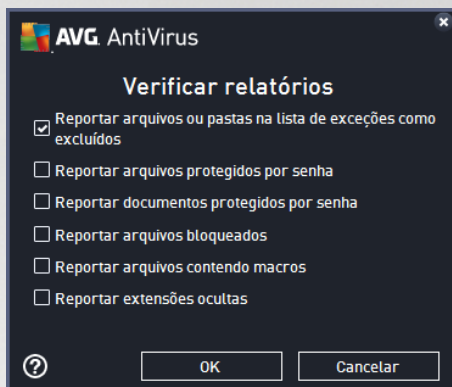 AVG AntiVirus
Verificar relatórios
Reportar arquivos ou pastas na lista de exceções como
excluídos
Reportar arquivos protegidos por senha
Reportar documentos protegidos por senha
Reportar arquivos bloqueados
Reportar arquivos contendo macros
Reportar extensões ocultas
?
OK
Cancelar